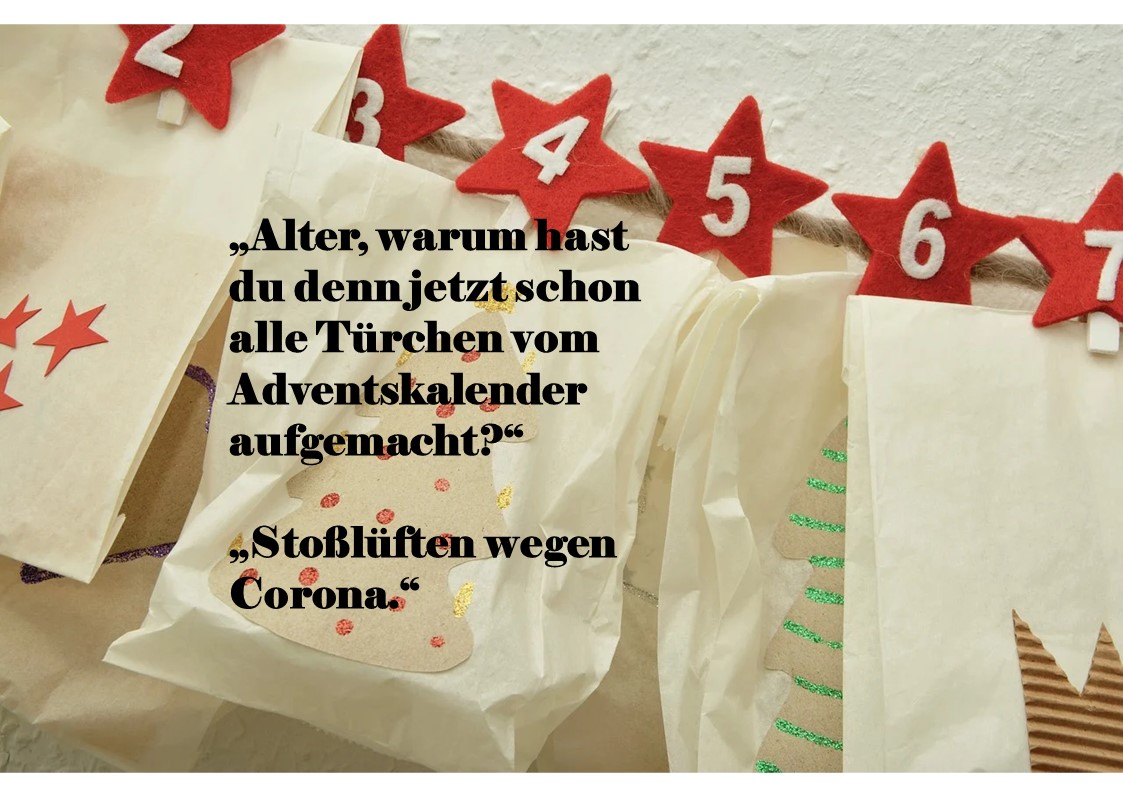 2
3
4
5
6
7
„Alter, warum hast
du denn jetzt schon
alle Türchen vom
Adventskalender
aufgemacht?“
„Stoßlüften wegen
Corona.“